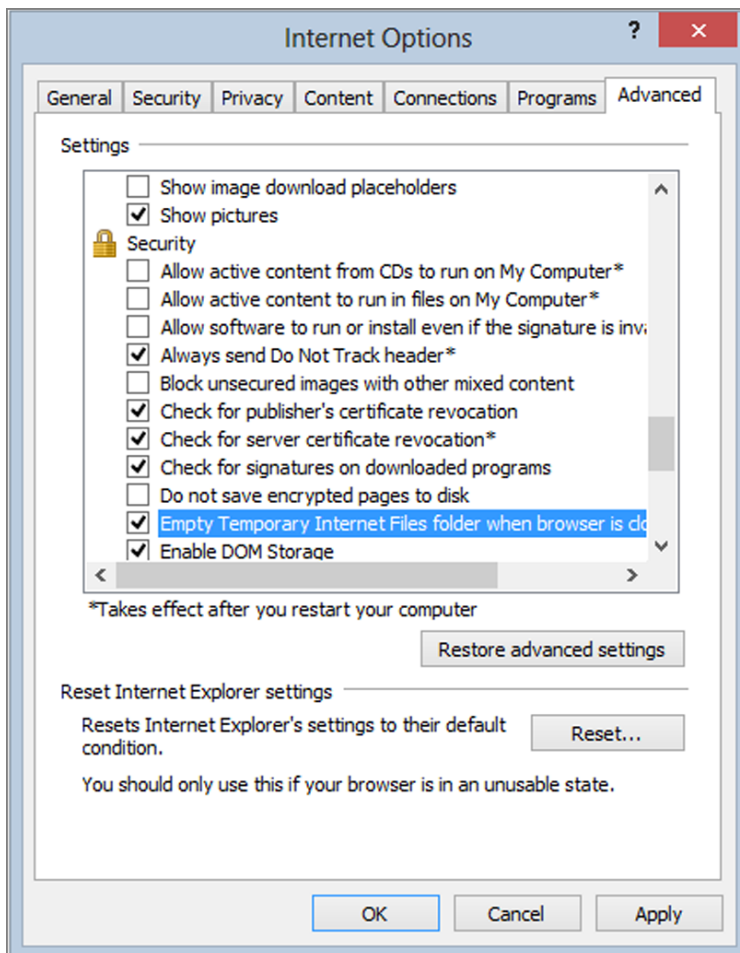 Internet Options
?
General Security Privacy Content Connections Programs Advanced
Settings
Show image download placeholders
Show pictures
Security
Allow active content from CDs to run on My Computer*
Allow active content to run in files on My Computer*
Allow software to run or install even if the signature is inva
Always send Do Not Track header*
Block unsecured images with other mixed content
Check for publisher's certificate revocation
Check for server certificate revocation*
Check for signatures on downloaded programs
Do not save encrypted pages to disk
Empty Temporary Internet Files folder when browser is clo
Enable DOM Storage
*Takes effect after you restart your computer
Restore advanced settings
Reset Internet Explorer settings
Resets Internet Explorer's settings to their default
condition.
Reset...
You should only use this if your browser is in an unusable state.
OK Cancel Apply